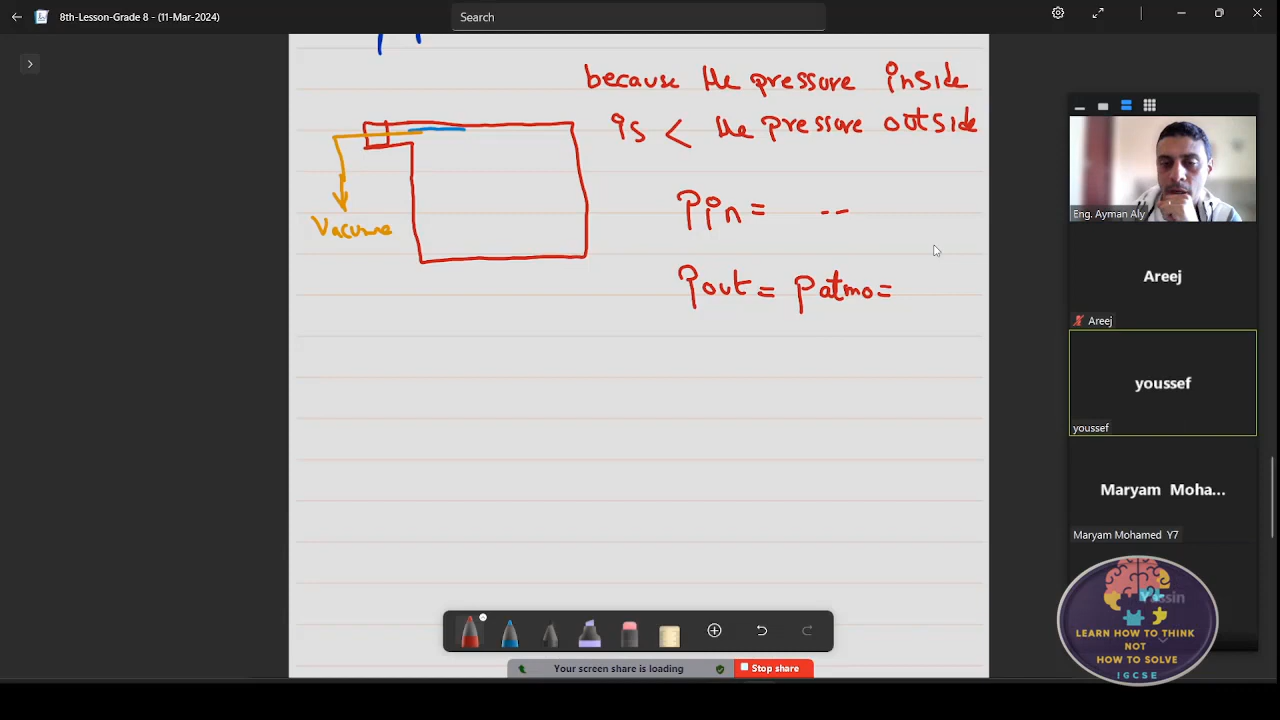 8th-Lesson-Grade 8 - (11-Mar-2024)
Search
because the pressure inside
is < the pressure outside
Vacume
Pin = --
Pout = Patmo =
Eng. Ayman Aly
Areej
Areej
youssef
youssef
Maryam Moha...
Maryam Mohamed Y7
Yassin
LEARN HOW TO THINK
NOT
HOW TO SOLVE
IGCSE
Your screen share is loading
Stop share